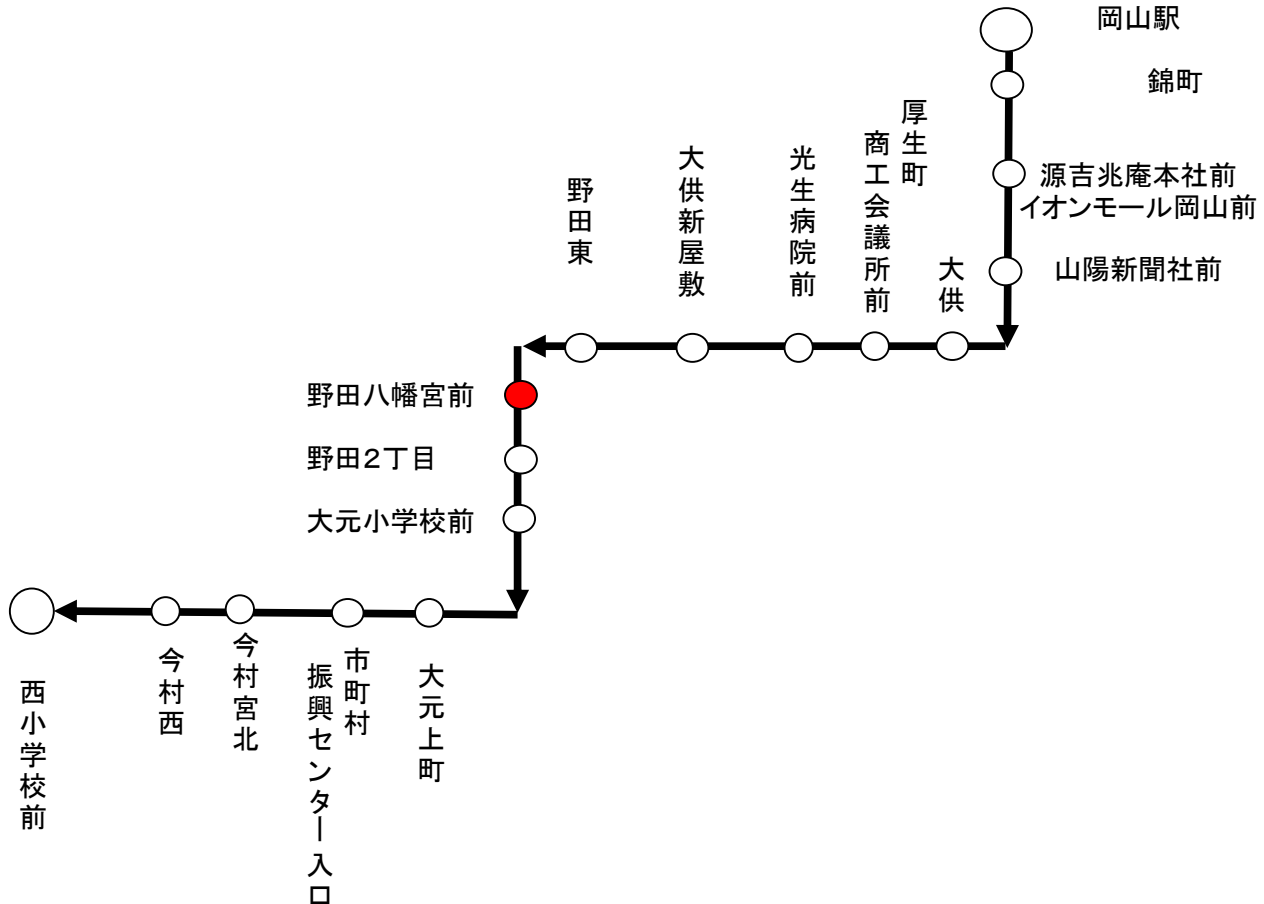 岡山駅
錦町
源吉兆庵本社前
イオンモール岡山前
山陽新聞社前
大供
厚生町
商工会議所前
光生病院前
大供新屋敷
野田東
野田八幡宮前
野田2丁目
大元小学校前
大元上町
市町村
振興センター入口
今村宮北
今村西
西小学校前